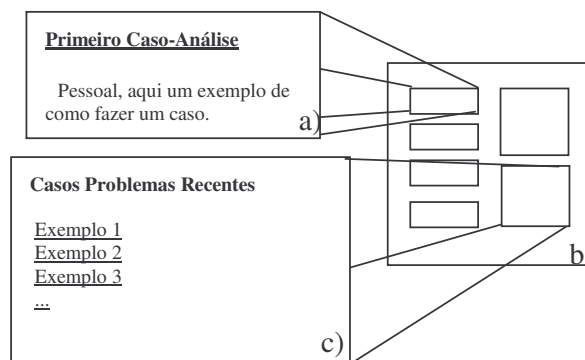 Primeiro Caso-Análise
Pessoal, aqui um exemplo de
como fazer um caso.
a)
Casos Problemas Recentes
Exemplo 1
Exemplo 2
Exemplo 3
...
c)
b